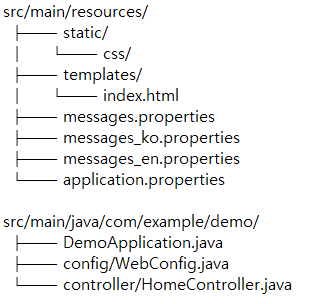 src/main/resources/
├── static/
│   └── css/
├── templates/
│   └── index.html
├── messages.properties
├── messages_ko.properties
├── messages_en.properties
└── application.properties

src/main/java/com/example/demo/
├── DemoApplication.java
├── config/WebConfig.java
└── controller/HomeController.java